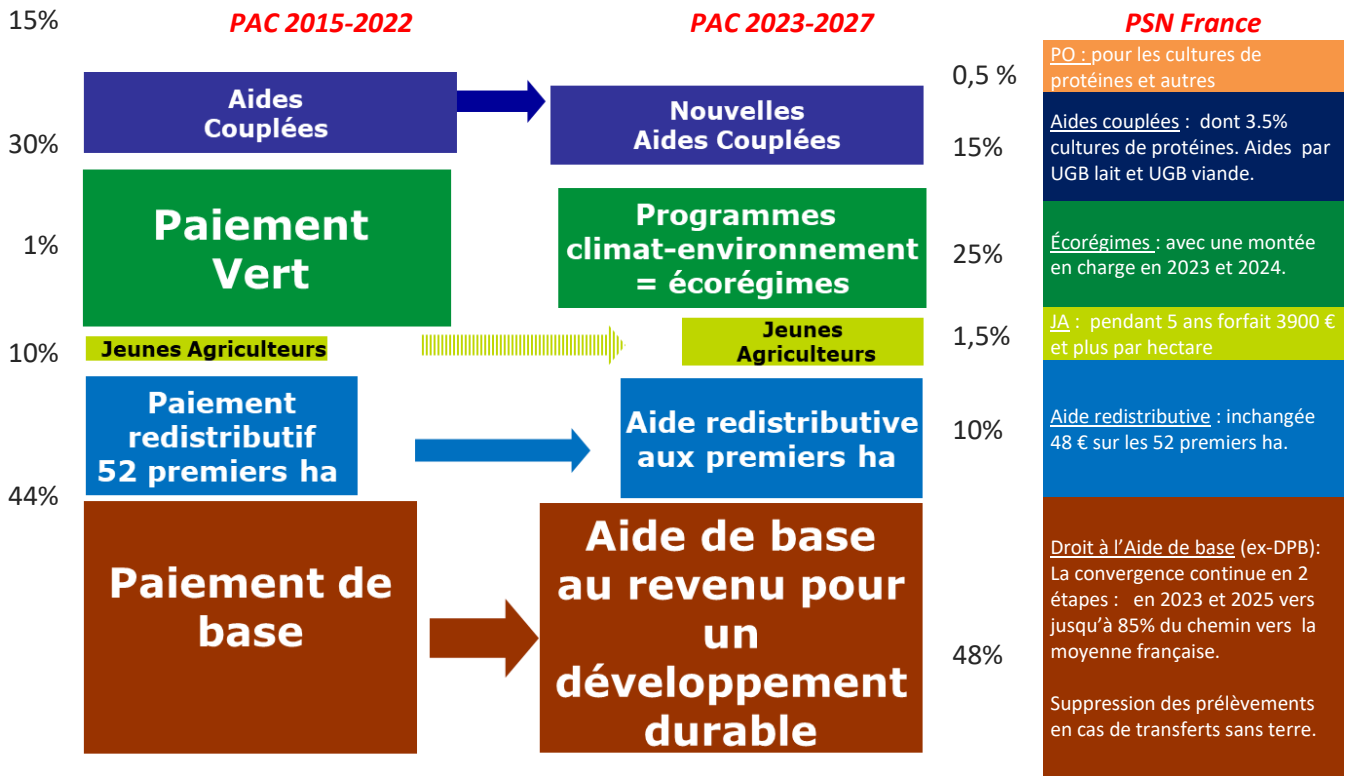 15%
PAC 2015-2022
PAC 2023-2027
PSN France
30%
1%
10%
44%
Aides
Couplées
Paiement
Vert
Jeunes Agriculteurs
Paiement
redistributif
52 premiers ha
Paiement de
base
Nouvelles
Aides Couplées
Programmes
climat-environnement
= écorégimes
Jeunes
Agriculteurs
Aide redistributive
aux premiers ha
Aide de base
au revenu pour
un
développement
durable
0,5 %
15%
25%
1,5%
10%
48%
PO : pour les cultures de
protéines et autres
Aides couplées : dont 3.5%
cultures de protéines. Aides par
UGB lait et UGB viande.
Écorégimes : avec une montée
en charge en 2023 et 2024.
JA : pendant 5 ans forfait 3900 €
et plus par hectare
Aide redistributive : inchangée
48 € sur les 52 premiers ha.
Droit à l’Aide de base (ex-DPB):
La convergence continue en 2
étapes : en 2023 et 2025 vers
jusqu’à 85% du chemin vers la
moyenne française.
Suppression des prélèvements
en cas de transferts sans terre.